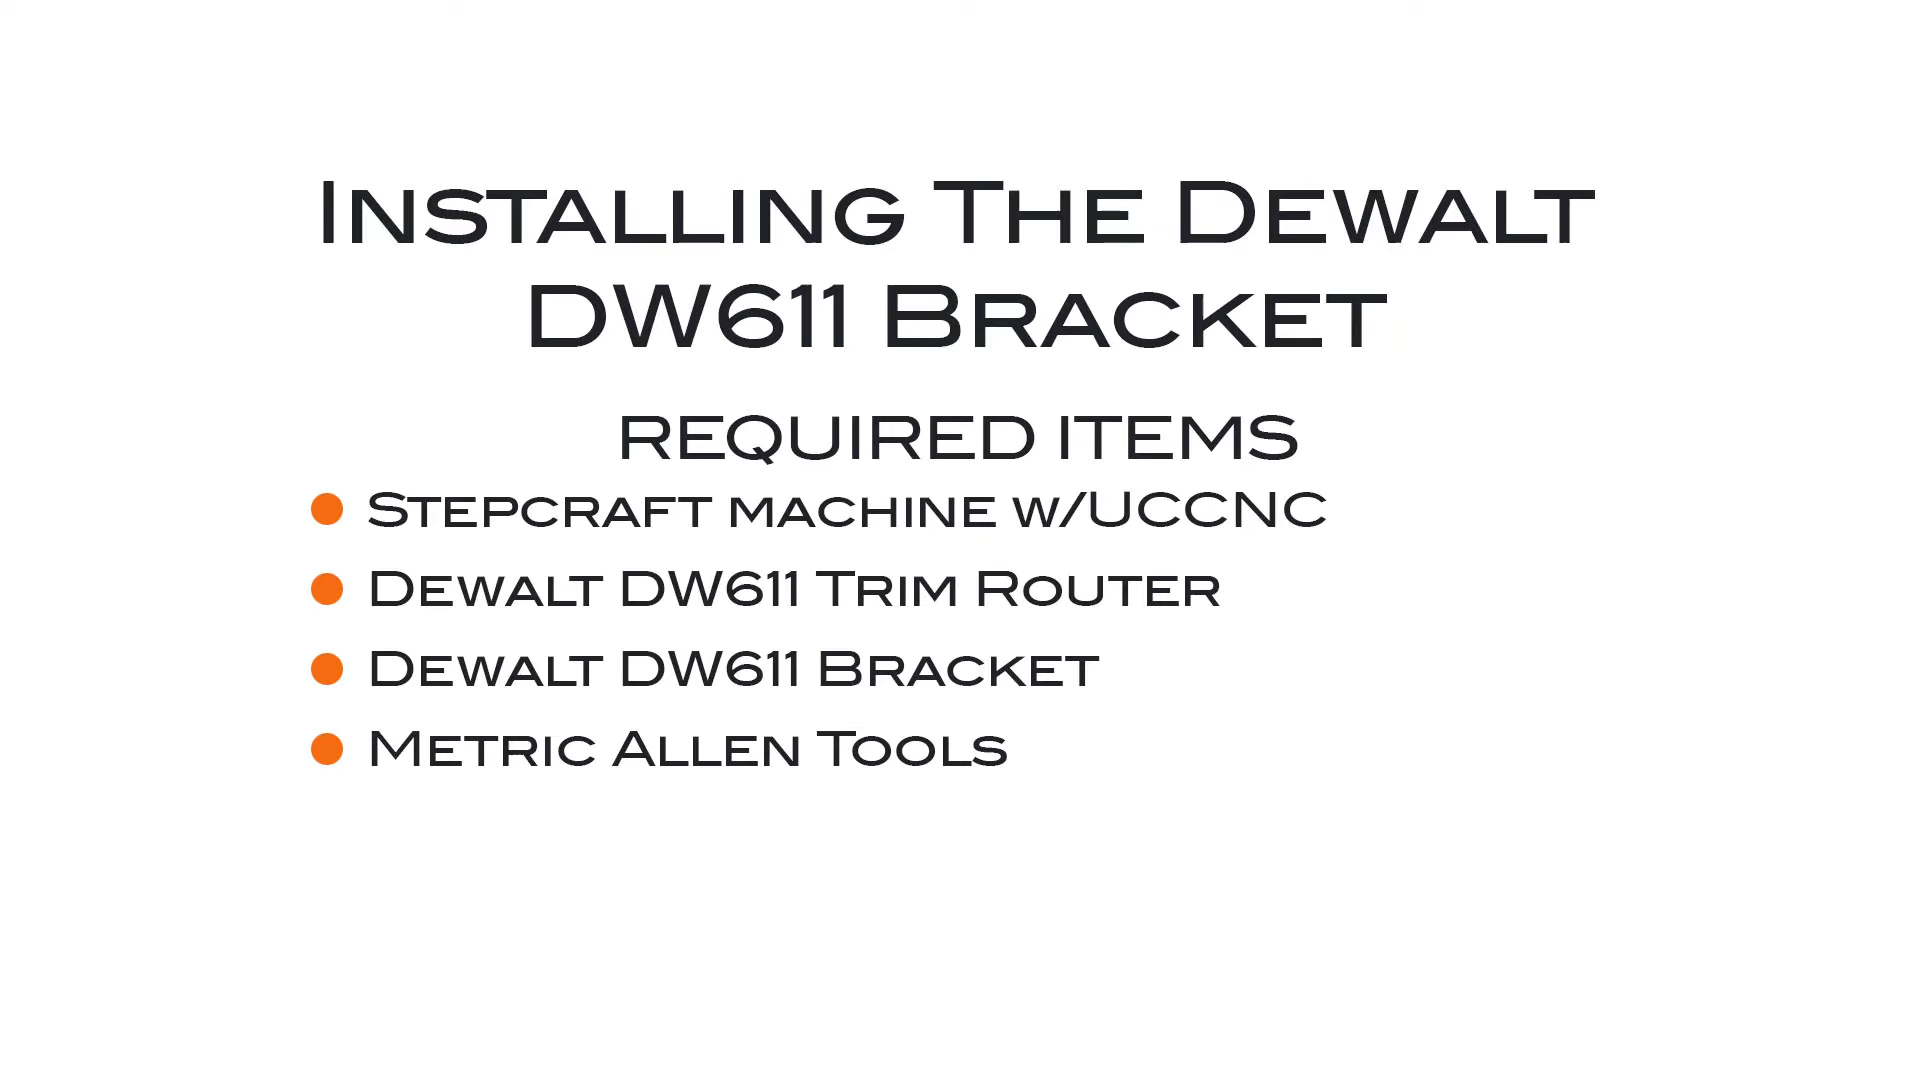 Installing The Dewalt
DW611 Bracket
REQUIRED ITEMS
Stepcraft machine w/UCCNC
Dewalt DW611 Trim Router
Dewalt DW611 Bracket
Metric Allen Tools